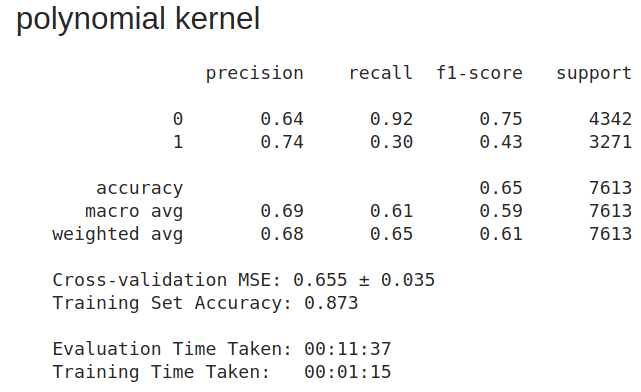 polynomial kernel
precision recall f1-score support
0 0.64 0.92 0.75 4342
1 0.74 0.30 0.43 3271
accuracy 0.65 7613
macro avg 0.69 0.61 0.59 7613
weighted avg 0.68 0.65 0.61 7613
Cross-validation MSE: 0.655 ± 0.035
Training Set Accuracy: 0.873
Evaluation Time Taken: 00:11:37
Training Time Taken: 00:01:15